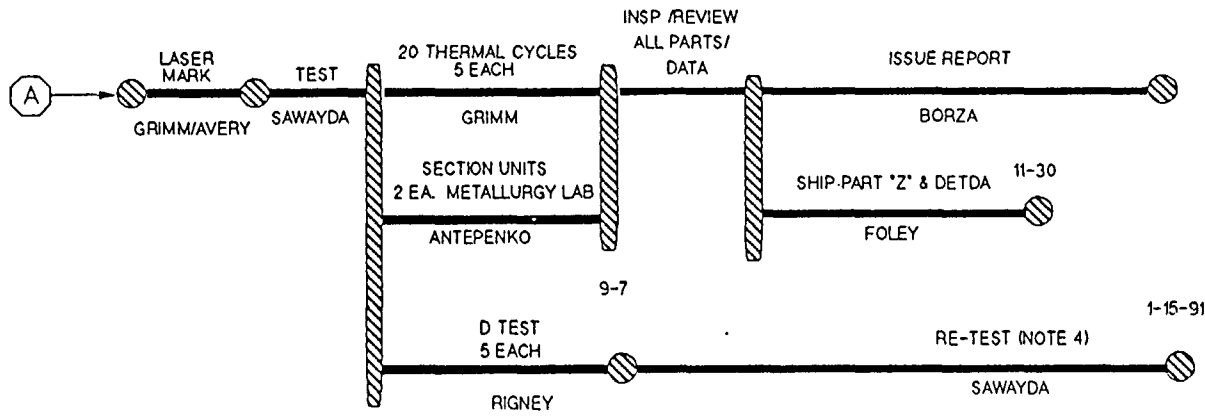 A
LASER
MARK
GRIMM/AVERY
TEST
SAWAYDA
20 THERMAL CYCLES
5 EACH
GRIMM
INSP /REVIEW
ALL PARTS/
DATA
ISSUE REPORT
BORZA
SECTION UNITS
2 EA. METALLURGY LAB
ANTEPENKO
SHIP-PART "Z" & DETDA
11-30
FOLEY
9-7
D TEST
5 EACH
RIGNEY
1-15-91
RE-TEST (NOTE 4)
SAWAYDA